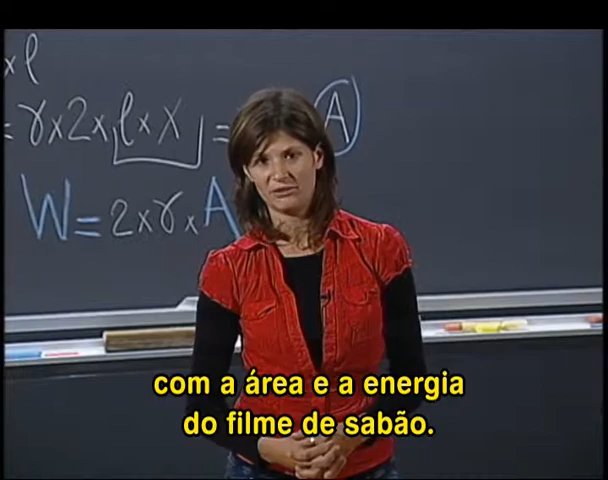 x l
= γ x 2 x l x X = A
W = 2 x γ x A
com a área e a energia
do filme de sabão.